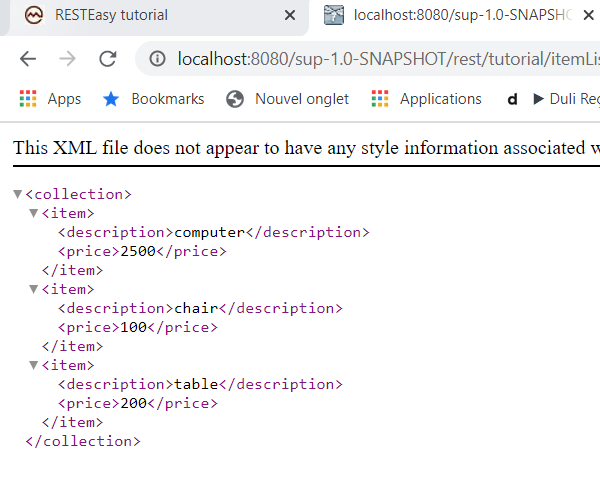 RESTEasy tutorial
localhost:8080/sup-1.0-SNAPSHO
localhost:8080/sup-1.0-SNAPSHOT/rest/tutorial/itemLis
Apps Bookmarks Nouvel onglet Applications d Duli Reg
This XML file does not appear to have any style information associated w
<collection>
<item>
<description>computer</description>
<price>2500</price>
</item>
<item>
<description>chair</description>
<price>100</price>
</item>
<item>
<description>table</description>
<price>200</price>
</item>
</collection>